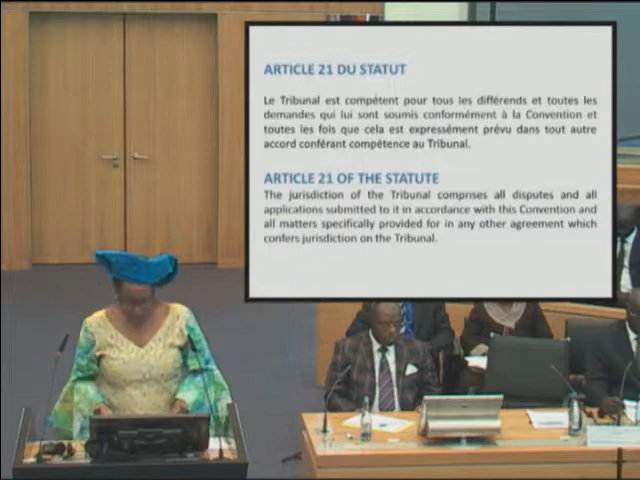 ARTICLE 21 DU STATUT
Le Tribunal est compétent pour tous les différends et toutes les
demandes qui lui sont soumis conformément à la Convention et
toutes les fois que cela est expressément prévu dans tout autre
accord conférant compétence au Tribunal.
ARTICLE 21 OF THE STATUTE
The jurisdiction of the Tribunal comprises all disputes and all
applications submitted to it in accordance with this Convention and
all matters specifically provided for in any other agreement which
confers jurisdiction on the Tribunal.